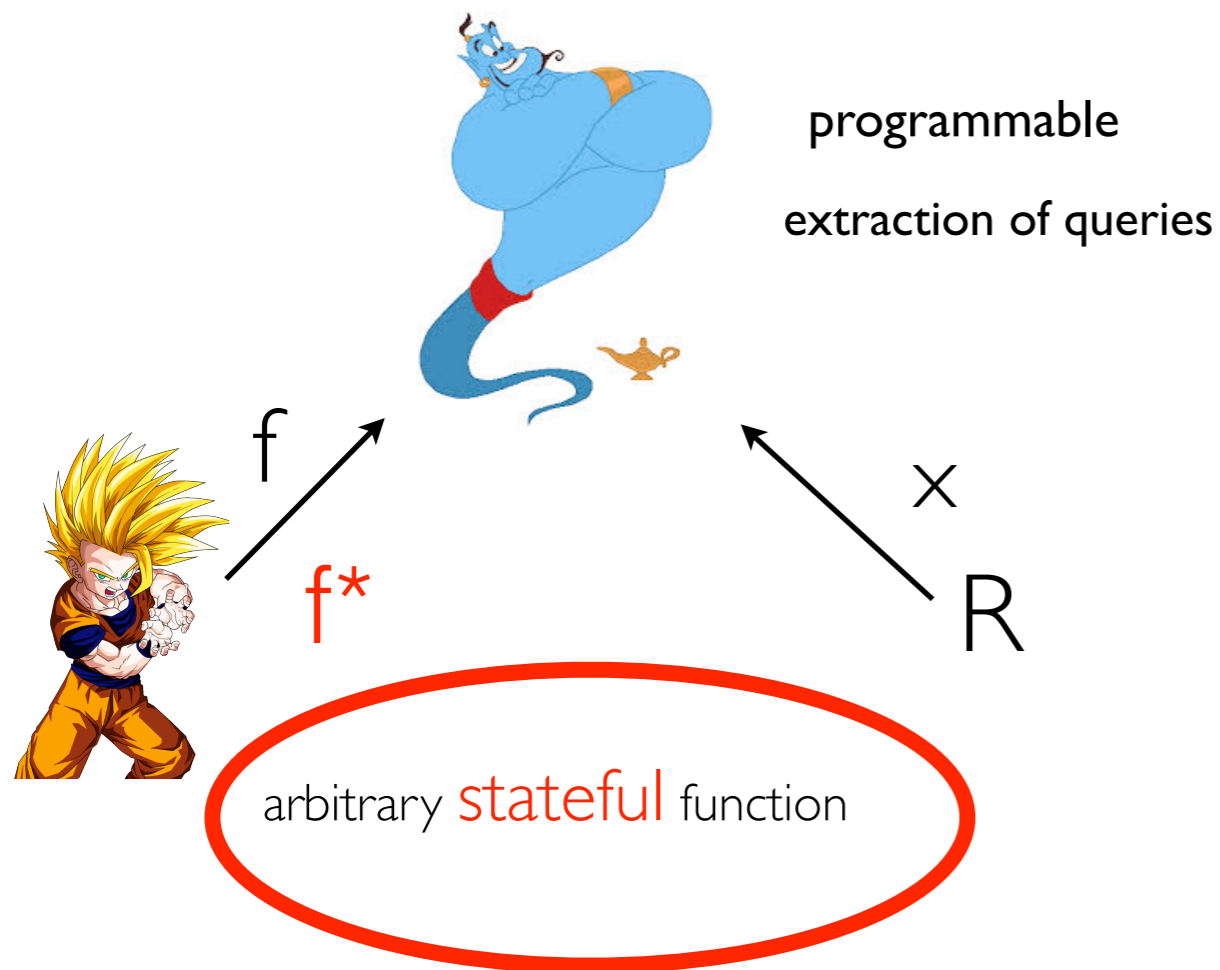 programmable
extraction of queries
f
x
f*
R
arbitrary stateful function